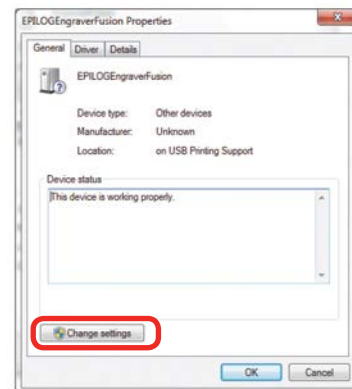 EPILOGEngraverFusion Properties
General Driver Details
EPILOGEngraverFusion
Device type: Other devices
Manufacturer: Unknown
Location: on USB Printing Support
Device status
This device is working properly.
Change settings
OK Cancel